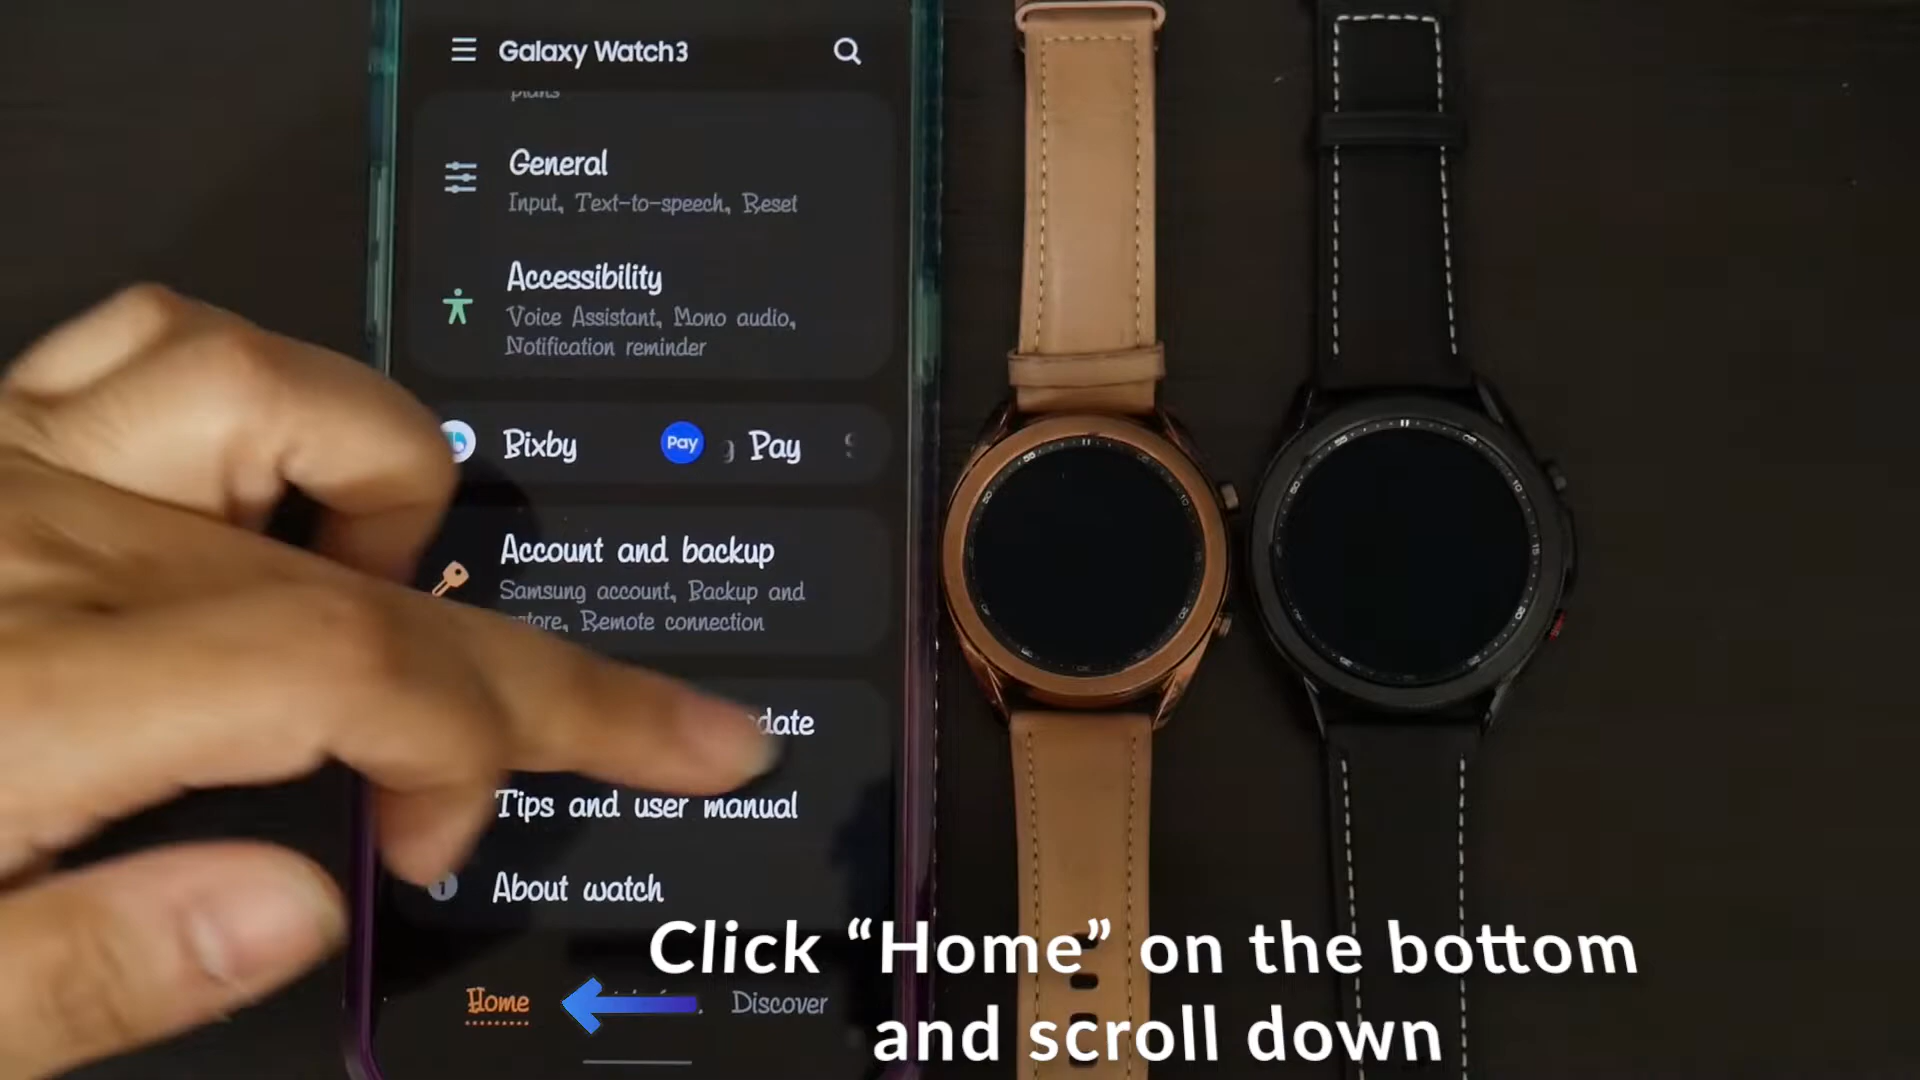 Galaxy Watch3
plans
General
Input, Text-to-speech, Reset
Accessibility
Voice Assistant, Mono audio,
Notification reminder
Bixby Pay Pay
Account and backup
Samsung account, Backup and
Remote connection
Tips and user manual
About watch
Home Discover
Click “Home” on the bottom
and scroll down